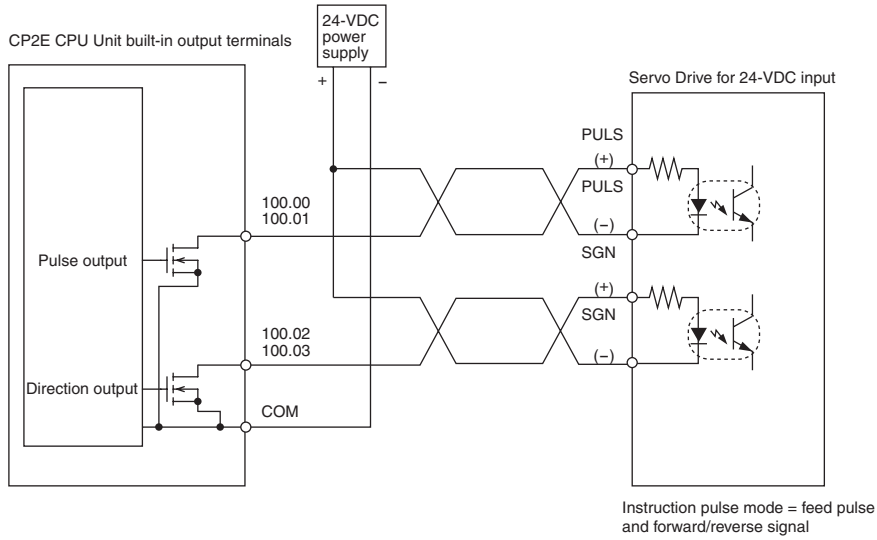 24-VDC
power
supply
CP2E CPU Unit built-in output terminals
+
−
Servo Drive for 24-VDC input
PULS
(+)
PULS
100.00
100.01
(−)
SGN
Pulse output
(+)
SGN
100.02
100.03
(−)
Direction output
COM
Instruction pulse mode = feed pulse
and forward/reverse signal